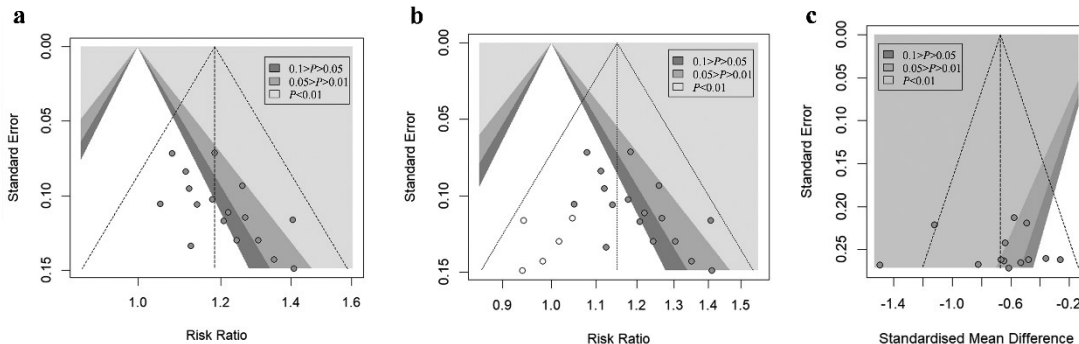 a
0.00
0.05
0.10
0.15
Standard Error
0.1>P>0.05
0.05>P>0.01
P<0.01
1.0 1.2 1.4 1.6
Risk Ratio
b
0.00
0.05
0.10
0.15
Standard Error
0.1>P>0.05
0.05>P>0.01
P<0.01
0.9 1.0 1.1 1.2 1.3 1.4 1.5
Risk Ratio
c
0.00
0.05
0.10
0.15
0.20
0.25
Standard Error
0.1>P>0.05
0.05>P>0.01
P<0.01
-1.4 -1.0 -0.6 -0.2
Standardised Mean Difference